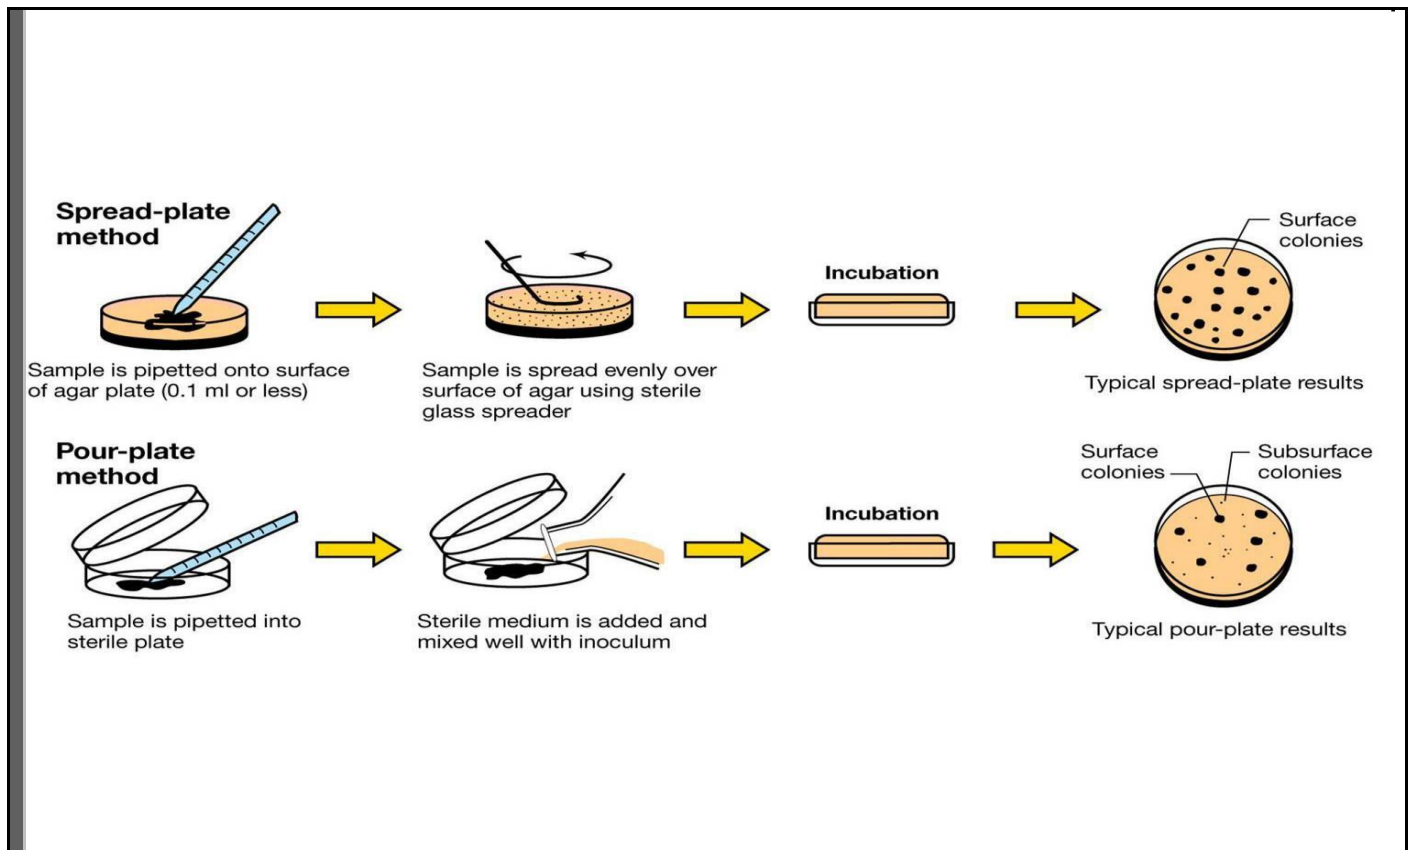 Spread-plate
method
Sample is pipetted onto surface
of agar plate (0.1 ml or less)
Sample is spread evenly over
surface of agar using sterile
glass spreader
Incubation
Surface
colonies
Typical spread-plate results
Pour-plate
method
Sample is pipetted into
sterile plate
Sterile medium is added and
mixed well with inoculum
Incubation
Surface
colonies
Subsurface
colonies
Typical pour-plate results